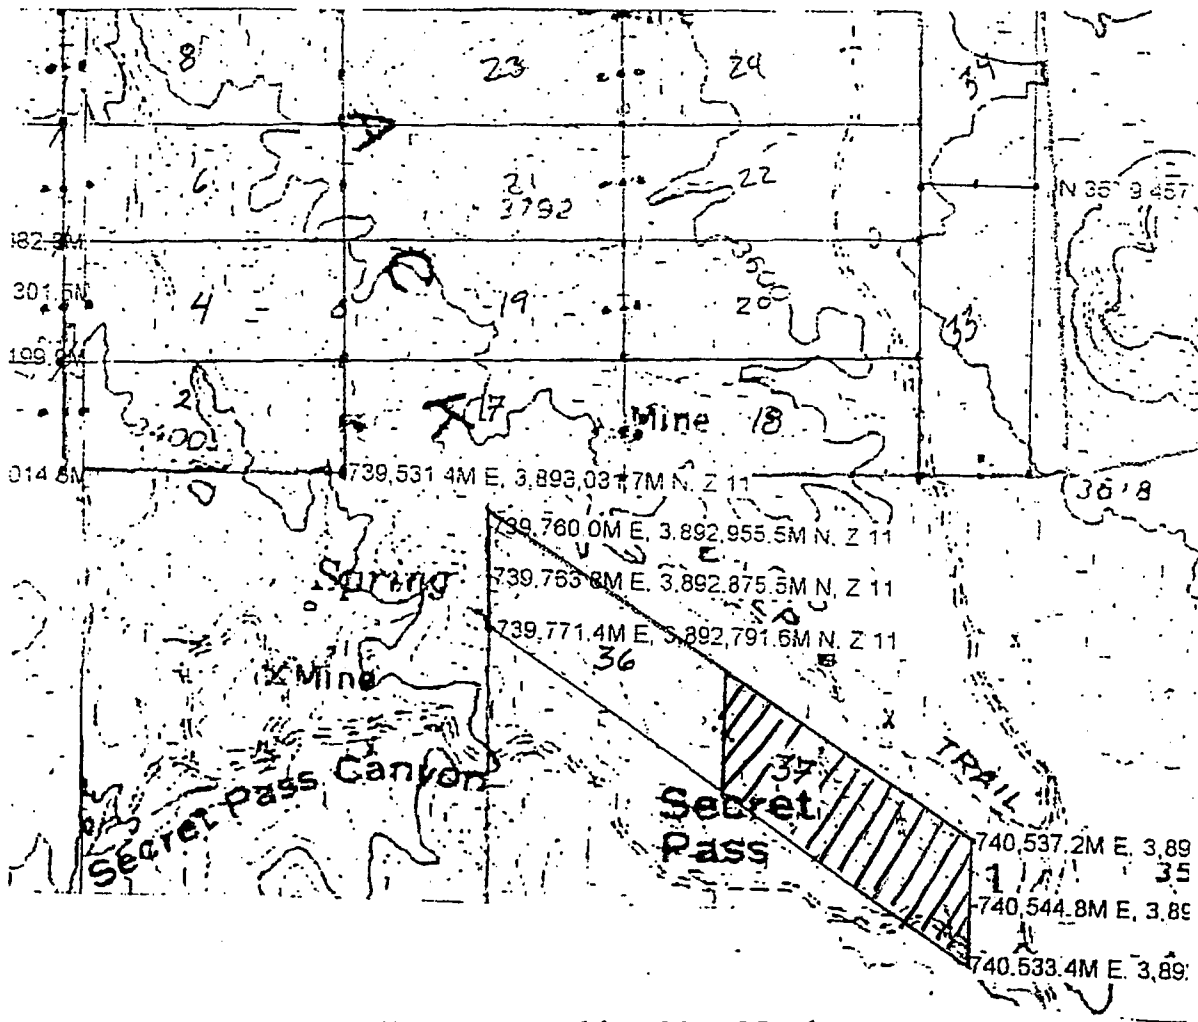 8 23 24 34
6 21 22
3792
N 35° 9.457
301.5M
4 19 20 3600 33
2 17 Mine 18
3400
739,531.4M E, 3,893,031.7M N, Z 11
3618
739,760.0M E, 3,892,955.5M N, Z 11
Spring
739,763.8M E, 3,892,875.5M N, Z 11
739,771.4M E, 3,892,791.6M N, Z 11
36
Mine
TRAIL
Secret Pass Canyon
37
Secret
Pass
740,537.2M E, 3,89
1 35
740,544.8M E, 3,89
740,533.4M E, 3,89